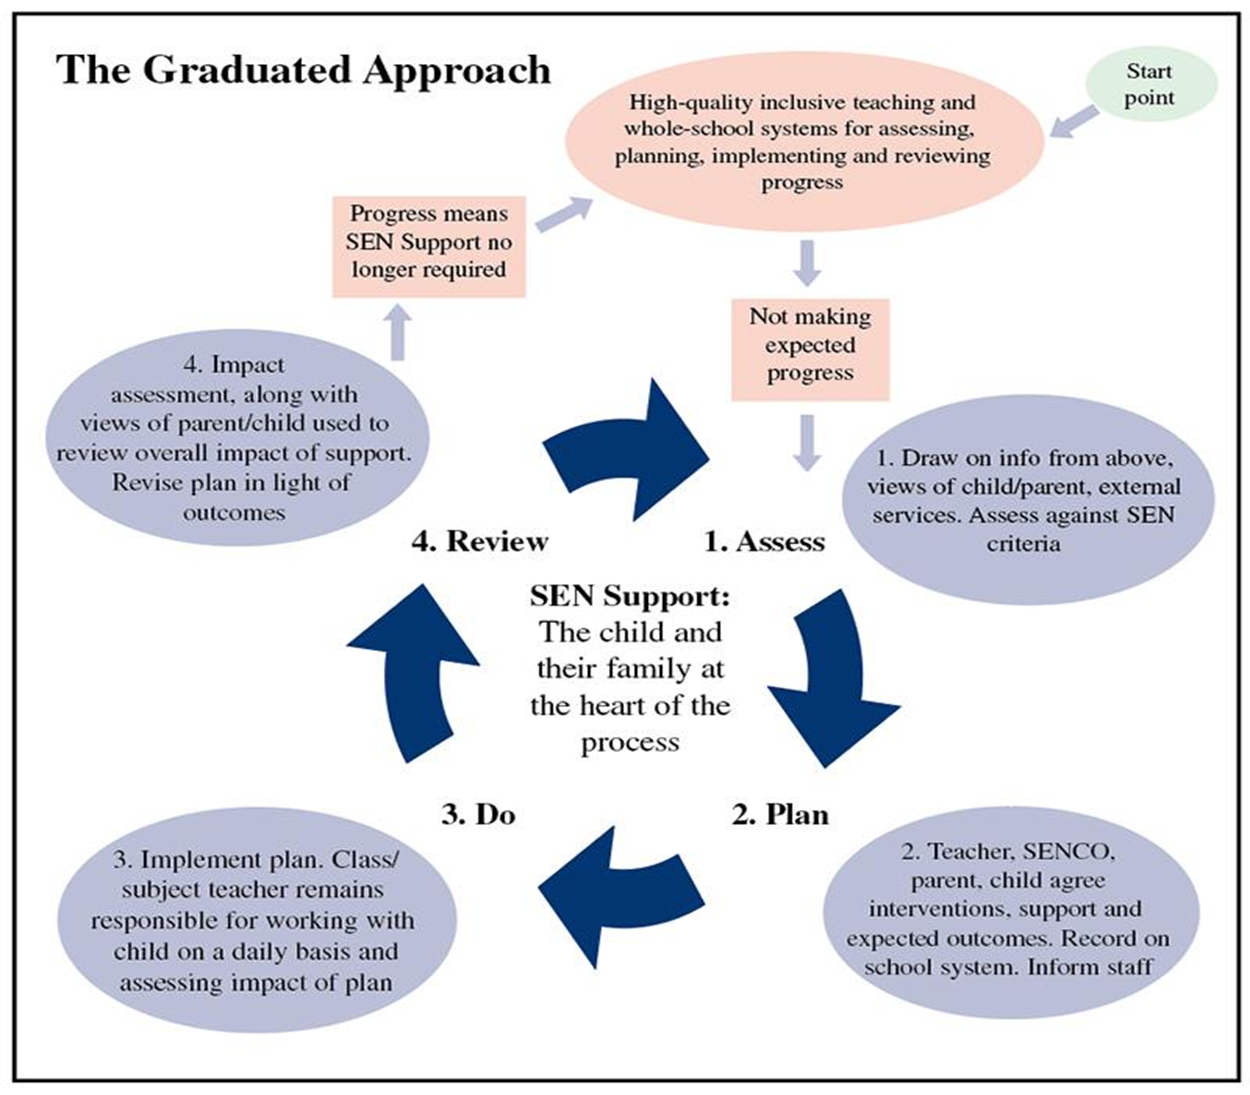 The Graduated Approach
Start
point
High-quality inclusive teaching and
whole-school systems for assessing,
planning, implementing and reviewing
progress
Progress means
SEN Support no
longer required
Not making
expected
progress
4. Impact
assessment, along with
views of parent/child used to
review overall impact of support.
Revise plan in light of
outcomes
1. Draw on info from above,
views of child/parent, external
services. Assess against SEN
criteria
4. Review
1. Assess
SEN Support:
The child and
their family at
the heart of the
process
3. Do
2. Plan
3. Implement plan. Class/
subject teacher remains
responsible for working with
child on a daily basis and
assessing impact of plan
2. Teacher, SENCO,
parent, child agree
interventions, support and
expected outcomes. Record on
school system. Inform staff